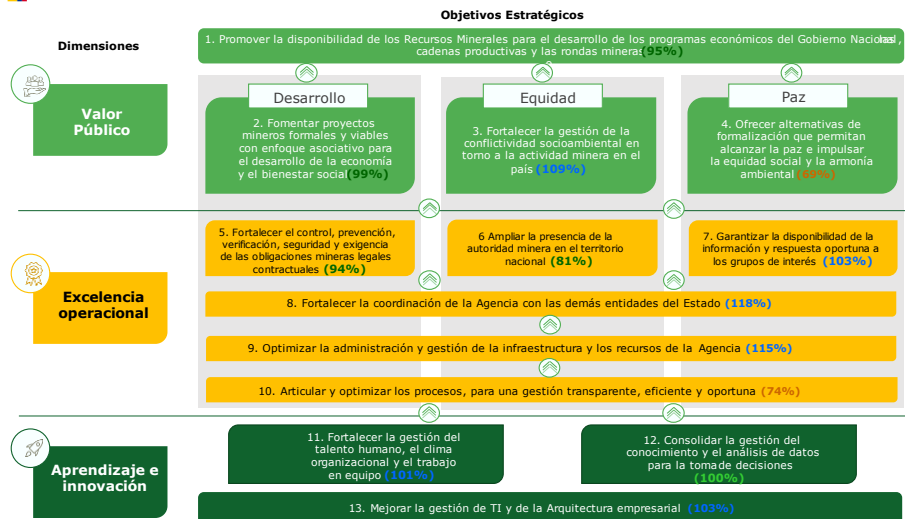 Objetivos Estratégicos
Dimensiones
1. Promover la disponibilidad de los Recursos Minerales para el desarrollo de los programas económicos del Gobierno Nacional,
cadenas productivas y las rondas mineras (95%)
Valor
Público
Desarrollo
2. Fomentar proyectos
mineros formales y viables
con enfoque asociativo para
el desarrollo de la economía
y el bienestar social (99%)
Equidad
3. Fortalecer la gestión de la
conflictividad socioambiental en
torno a la actividad minera en el
país (109%)
Paz
4. Ofrecer alternativas de
formalización que permitan
alcanzar la paz e impulsar
la equidad social y la armonía
ambiental (69%)
Excelencia
operacional
5. Fortalecer el control, prevención,
verificación, seguridad y exigencia
de las obligaciones mineras legales
contractuales (94%)
6 Ampliar la presencia de la
autoridad minera en el territorio
nacional (81%)
7. Garantizar la disponibilidad de la
información y respuesta oportuna a
los grupos de interés (103%)
8. Fortalecer la coordinación de la Agencia con las demás entidades del Estado (118%)
9. Optimizar la administración y gestión de la infraestructura y los recursos de la Agencia (115%)
10. Articular y optimizar los procesos, para una gestión transparente, eficiente y oportuna (74%)
Aprendizaje e
innovación
11. Fortalecer la gestión del
talento humano, el clima
organizacional y el trabajo
en equipo (101%)
12. Consolidar la gestión del
conocimiento y el análisis de datos
para la tomade decisiones
(100%)
13. Mejorar la gestión de TI y de la Arquitectura empresarial (103%)